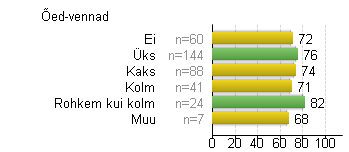 Õed-vennad
Ei n=60 72
Üks n=144 76
Kaks n=88 74
Kolm n=41 71
Rohkem kui kolm n=24 82
Muu n=7 68
0 20 40 60 80 100